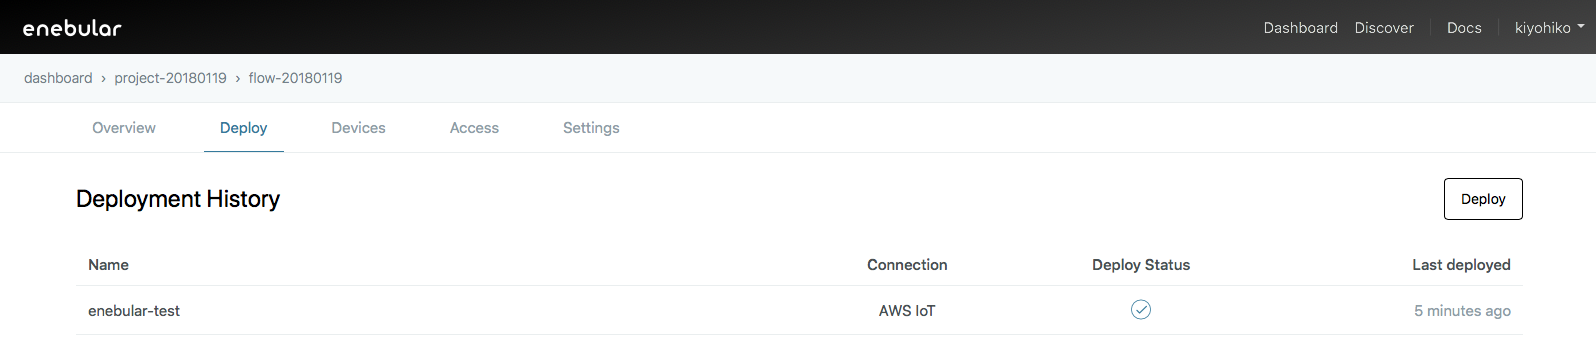 enebular
Dashboard Discover Docs kiyohiko
dashboard › project-20180119 › flow-20180119
Overview Deploy Devices Access Settings
Deployment History Deploy
Name Connection Deploy Status Last deployed
enebular-test AWS IoT 5 minutes ago